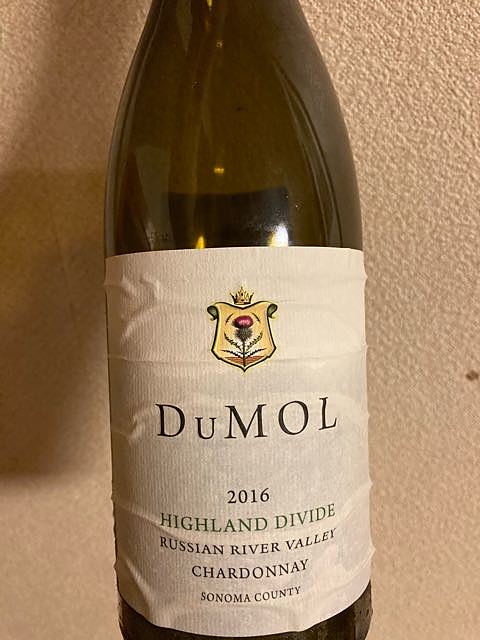 DUMOL
2016
HIGHLAND DIVIDE
RUSSIAN RIVER VALLEY
CHARDONNAY
SONOMA COUNTY